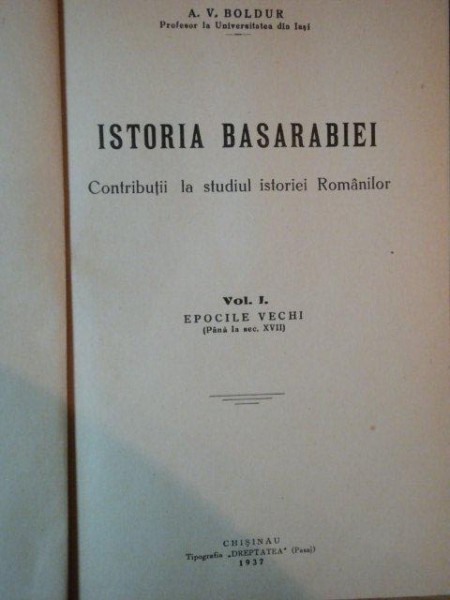 A. V. BOLDUR
Profesor la Universitatea din Iași
ISTORIA BASARABIEI
Contribuții la studiul istoriei Românilor
Vol. I.
EPOCILE VECHI
(Până la sec. XVII)
CHIȘINAU
Tipografia „DREPTATEA" (Pasaj)
1937